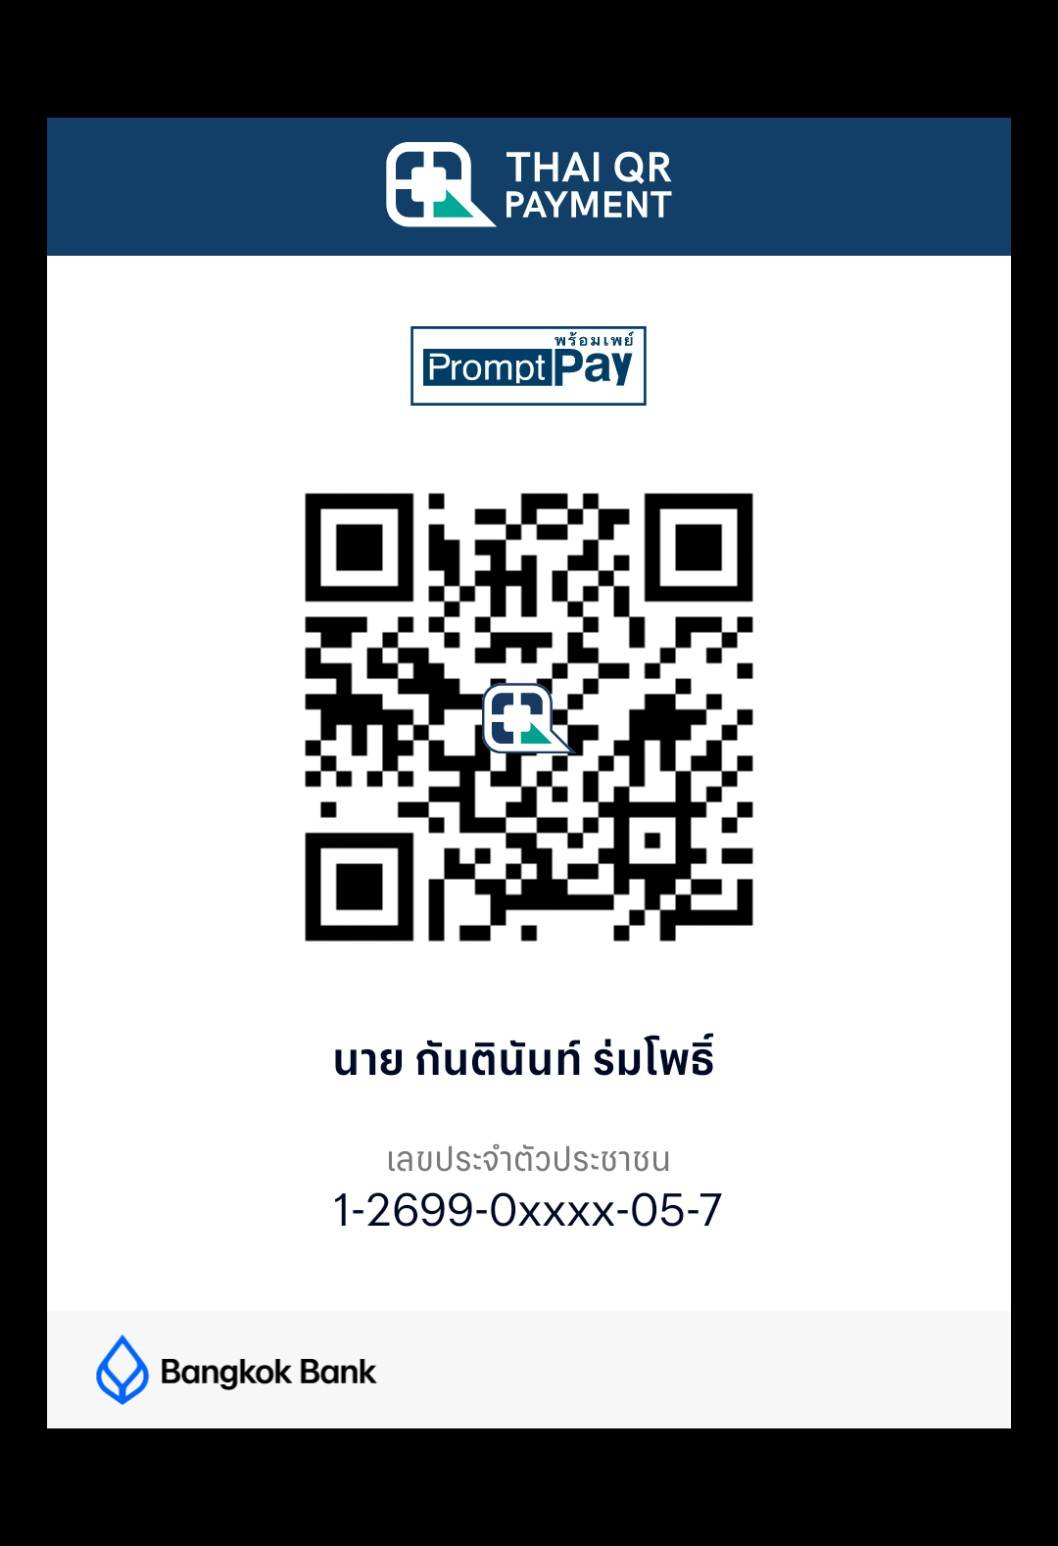 THAI QR
PAYMENT
พร้อมเพย์
PromptPay
นาย กันตินันท์ ร่มโพธิ์
เลขประจำตัวประชาชน
1-2699-0xxxx-05-7
Bangkok Bank